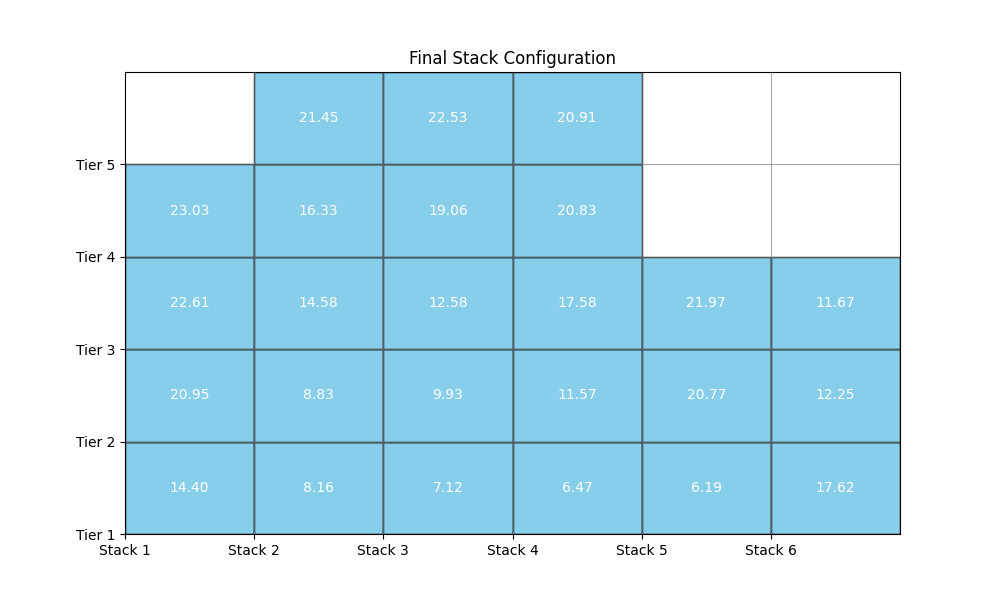 Final Stack Configuration
21.45 22.53 20.91
Tier 5
23.03 16.33 19.06 20.83
Tier 4
22.61 14.58 12.58 17.58 21.97 11.67
Tier 3
20.95 8.83 9.93 11.57 20.77 12.25
Tier 2
14.40 8.16 7.12 6.47 6.19 17.62
Tier 1
Stack 1 Stack 2 Stack 3 Stack 4 Stack 5 Stack 6